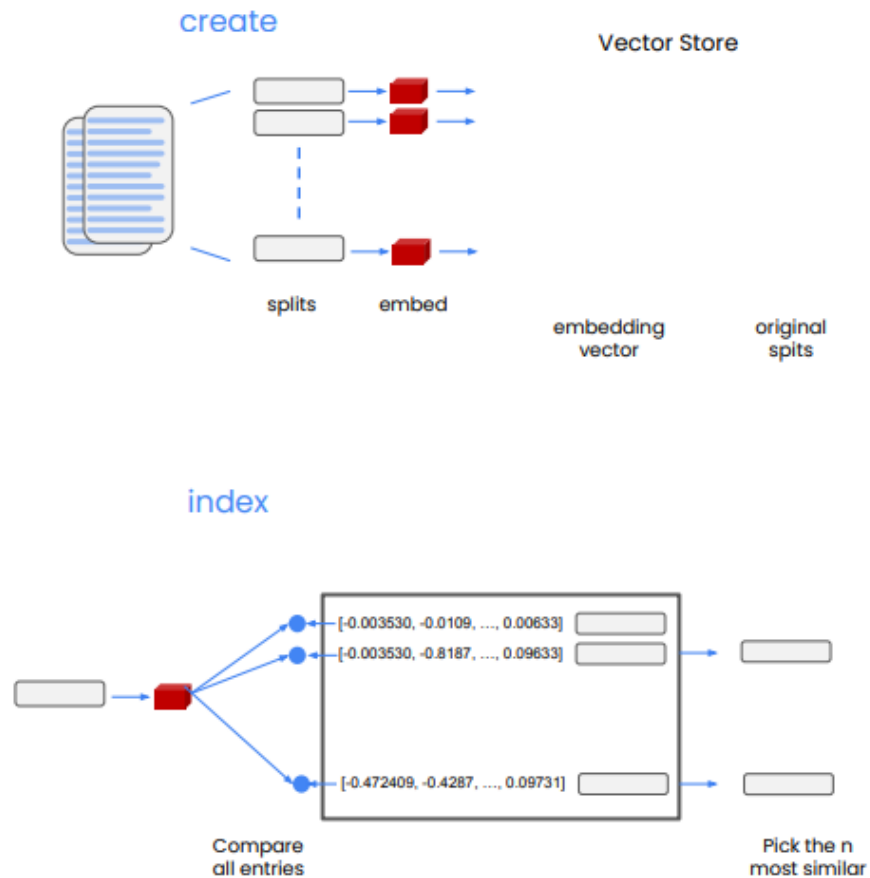 create
Vector Store
splits
embed
embedding
vector
original
spits
index
[-0.003530, -0.0109, ..., 0.00633]
[-0.003530, -0.8187, ..., 0.09633]
[-0.472409, -0.4287, ..., 0.09731]
Compare
all entries
Pick the n
most similar